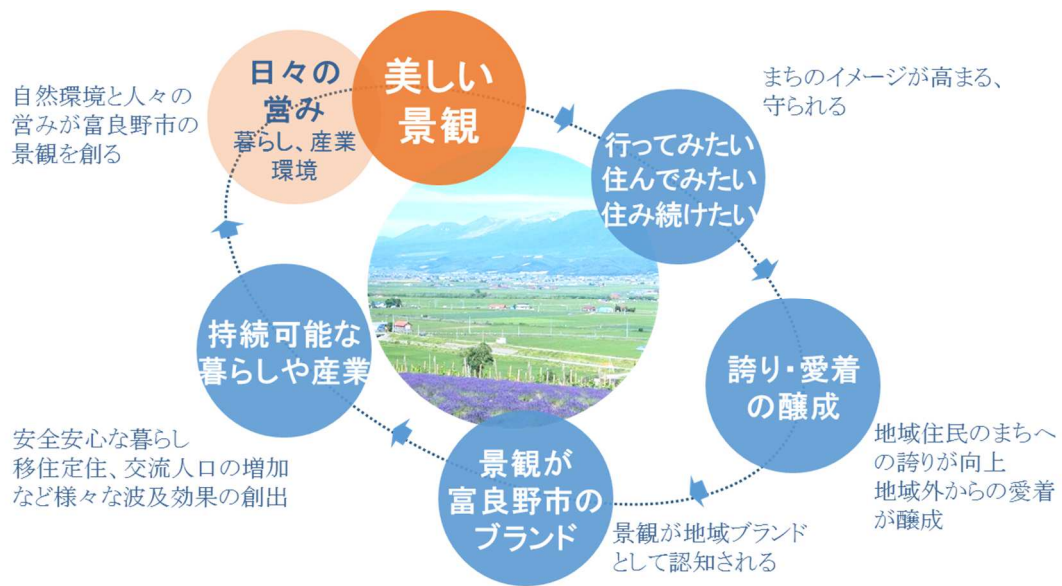 自然環境と人々の
営みが富良野市の
景観を創る
日々の
営み
暮らし、産業
環境
美しい
景観
まちのイメージが高まる、
守られる
行ってみたい
住んでみたい
住み続けたい
誇り・愛着
の醸成
地域住民のまちへ
の誇りが向上
地域外からの愛着
が醸成
景観が
富良野市の
ブランド
景観が地域ブランド
として認知される
持続可能な
暮らしや産業
安全安心な暮らし
移住定住、交流人口の増加
など様々な波及効果の創出